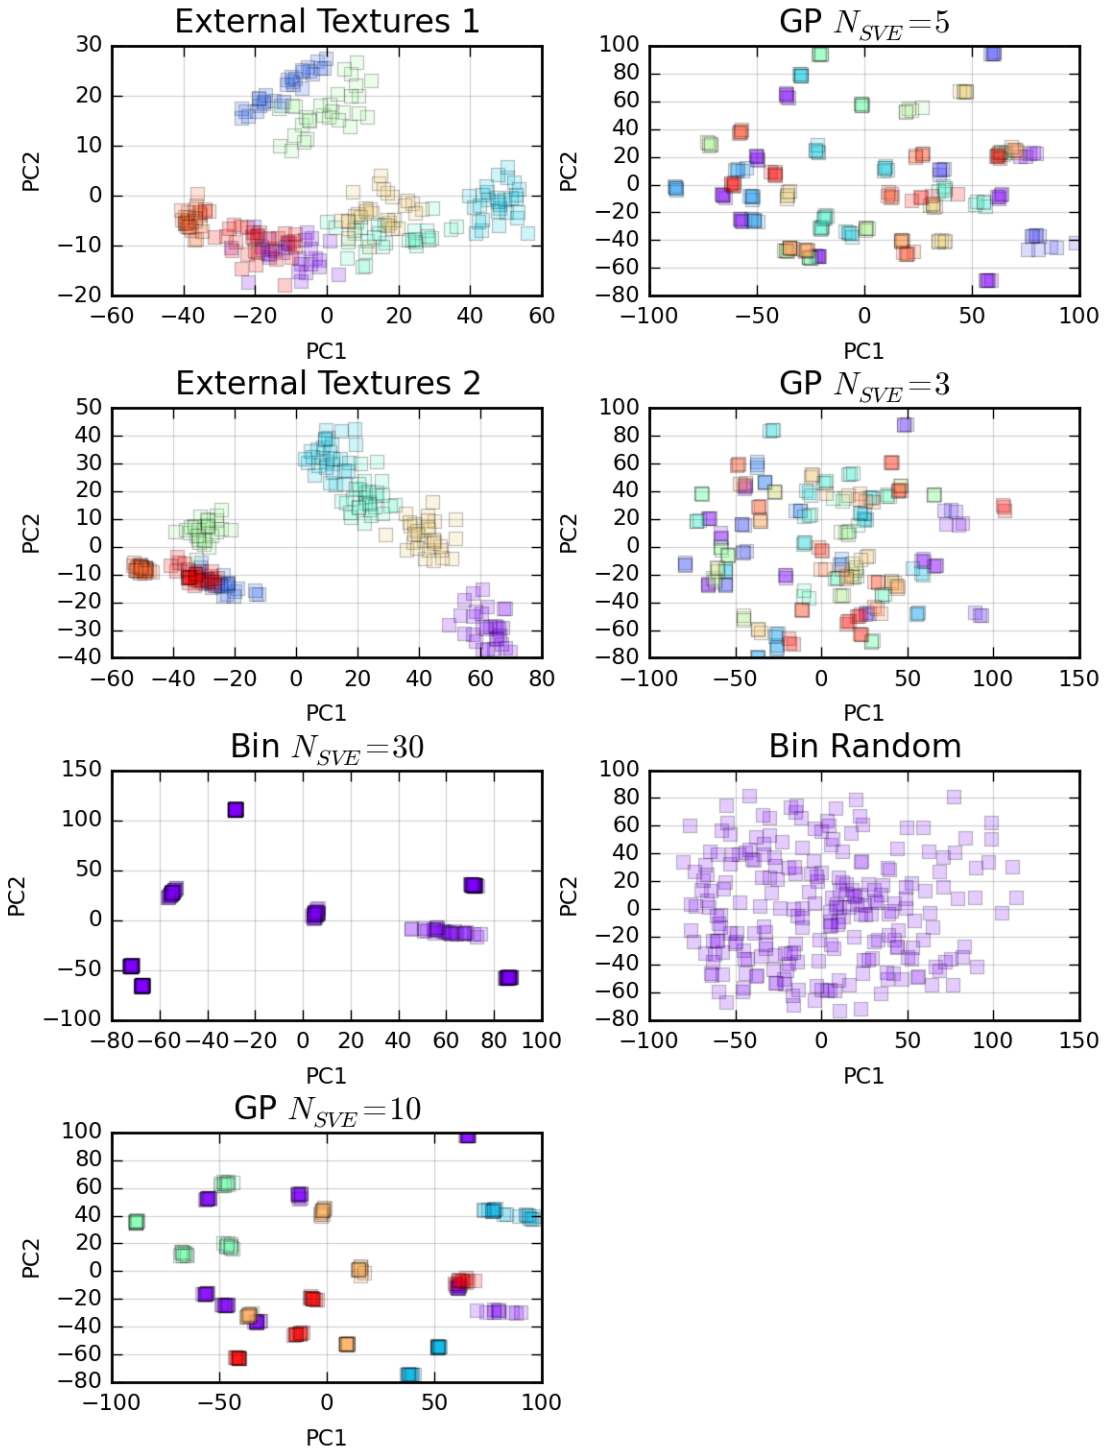 External Textures 1
30
20
10
0
−10
−20
PC2
−60 −40 −20 0 20 40 60
PC1
GP N_SVE=5
100
80
60
40
20
0
−20
−40
−60
−80
PC2
−100 −50 0 50 100
PC1
External Textures 2
50
40
30
20
10
0
−10
−20
−30
−40
PC2
−60 −40 −20 0 20 40 60 80
PC1
GP N_SVE=3
100
80
60
40
20
0
−20
−40
−60
−80
PC2
−100 −50 0 50 100 150
PC1
Bin N_SVE=30
150
100
50
0
−50
−100
PC2
−80 −60 −40 −20 0 20 40 60 80 100
PC1
Bin Random
80
60
40
20
0
−20
−40
−60
−80
PC2
−100 −50 0 50 100 150
PC1
GP N_SVE=10
100
80
60
40
20
0
−20
−40
−60
−80
PC2
−100 −50 0 50 100
PC1